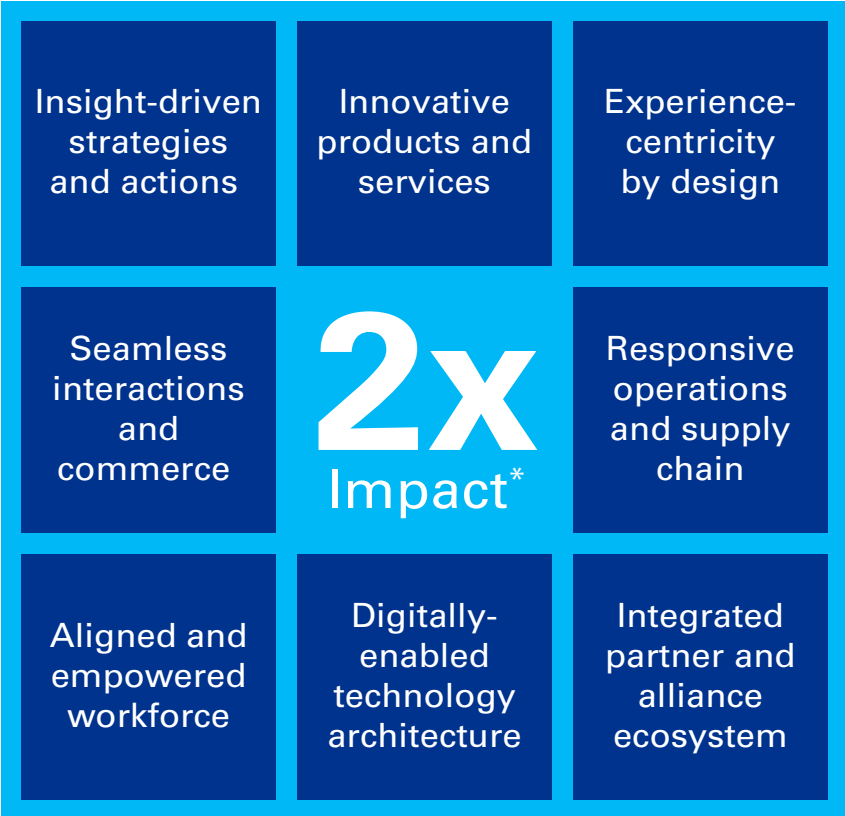 Insight-driven
strategies
and actions
Innovative
products and
services
Experience-
centricity
by design
Seamless
interactions
and
commerce
2x
Impact*
Responsive
operations
and supply
chain
Aligned and
empowered
workforce
Digitally-
enabled
technology
architecture
Integrated
partner and
alliance
ecosystem